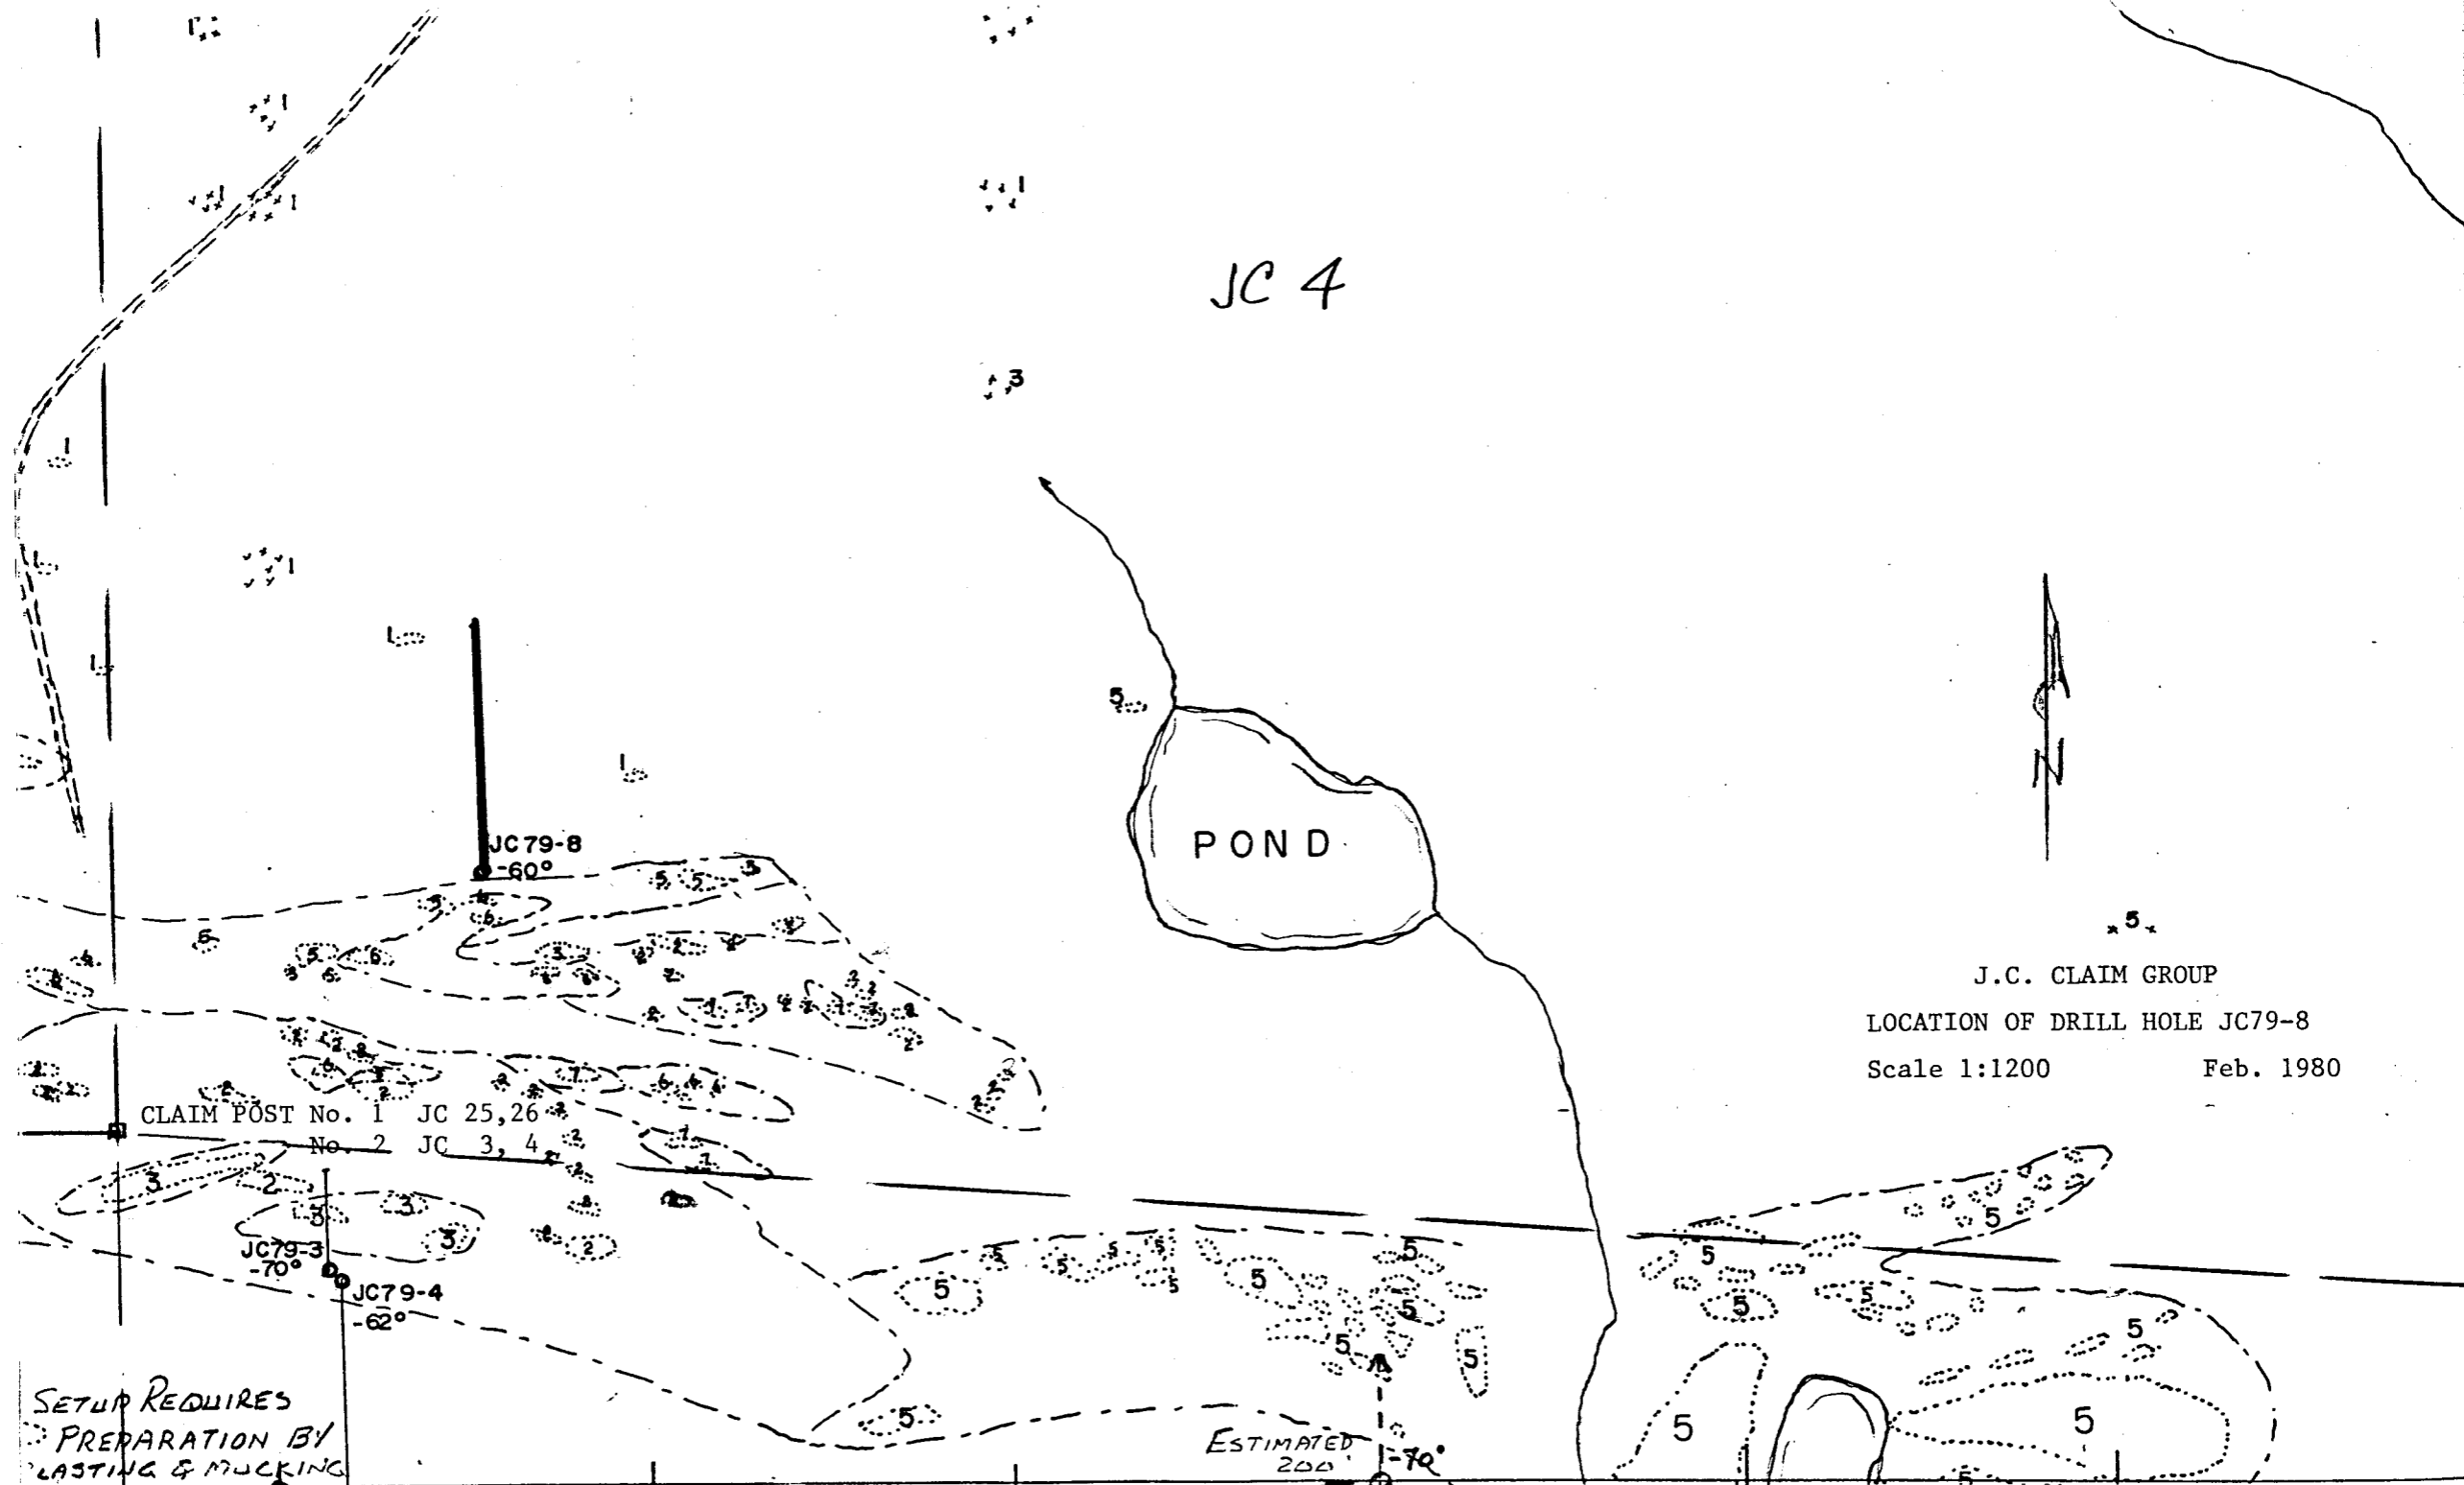 JC 4
N
POND
JC79-8
-60°
J.C. CLAIM GROUP
LOCATION OF DRILL HOLE JC79-8
Scale 1:1200 Feb. 1980
CLAIM POST No. 1 JC 25,26
No. 2 JC 3, 4
JC79-3
-70°
JC79-4
-62°
SETUP REQUIRES
PREPARATION BY
LASTING & MUCKING
ESTIMATED
200'
-70°